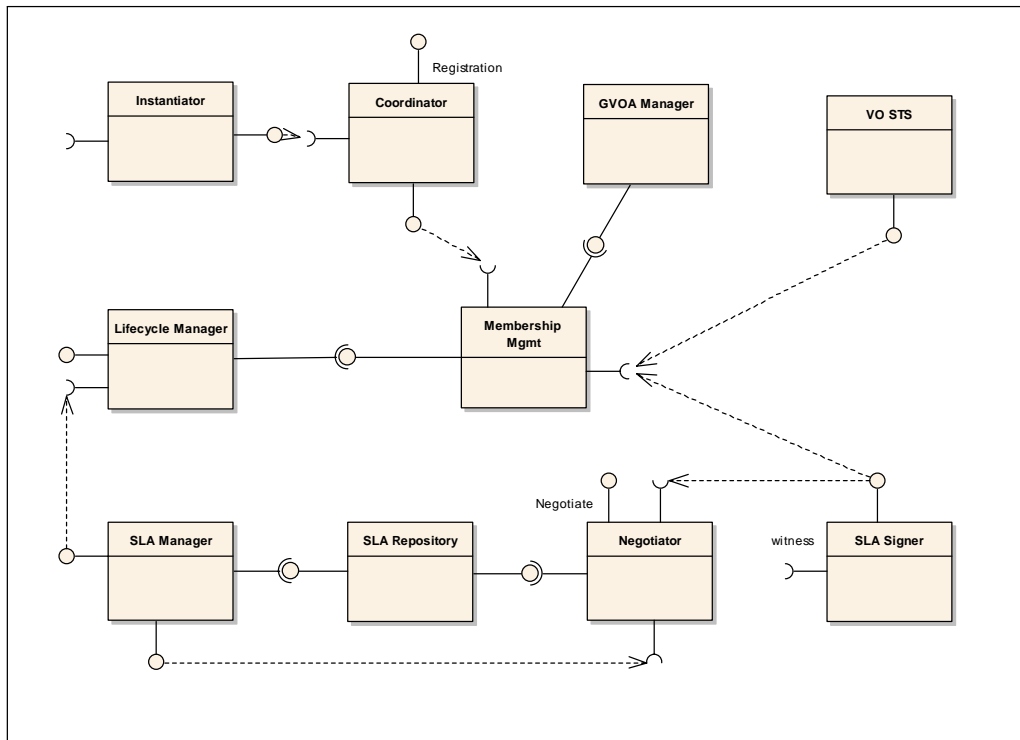 Registration
Instantiator
Coordinator
GVOA Manager
VO STS
Lifecycle Manager
Membership
Mgmt
Negotiate
SLA Manager
SLA Repository
Negotiator
witness
SLA Signer